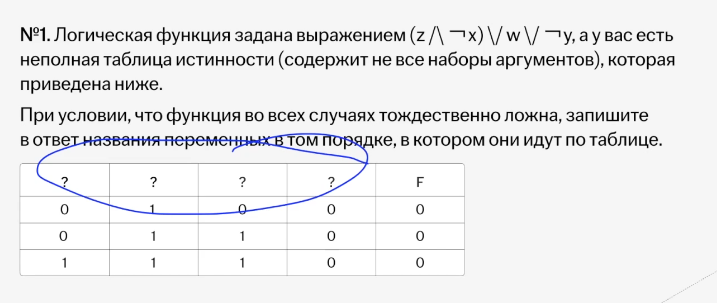 №1. Логическая функция задана выражением (z /\ ¬x) \/ w \/ ¬y, а у вас есть
неполная таблица истинности (содержит не все наборы аргументов), которая
приведена ниже.
При условии, что функция во всех случаях тождественно ложна, запишите
в ответ названия переменных в том порядке, в котором они идут по таблице.
? ? ? ? F
0 1 0 0 0
0 1 1 0 0
1 1 1 0 0